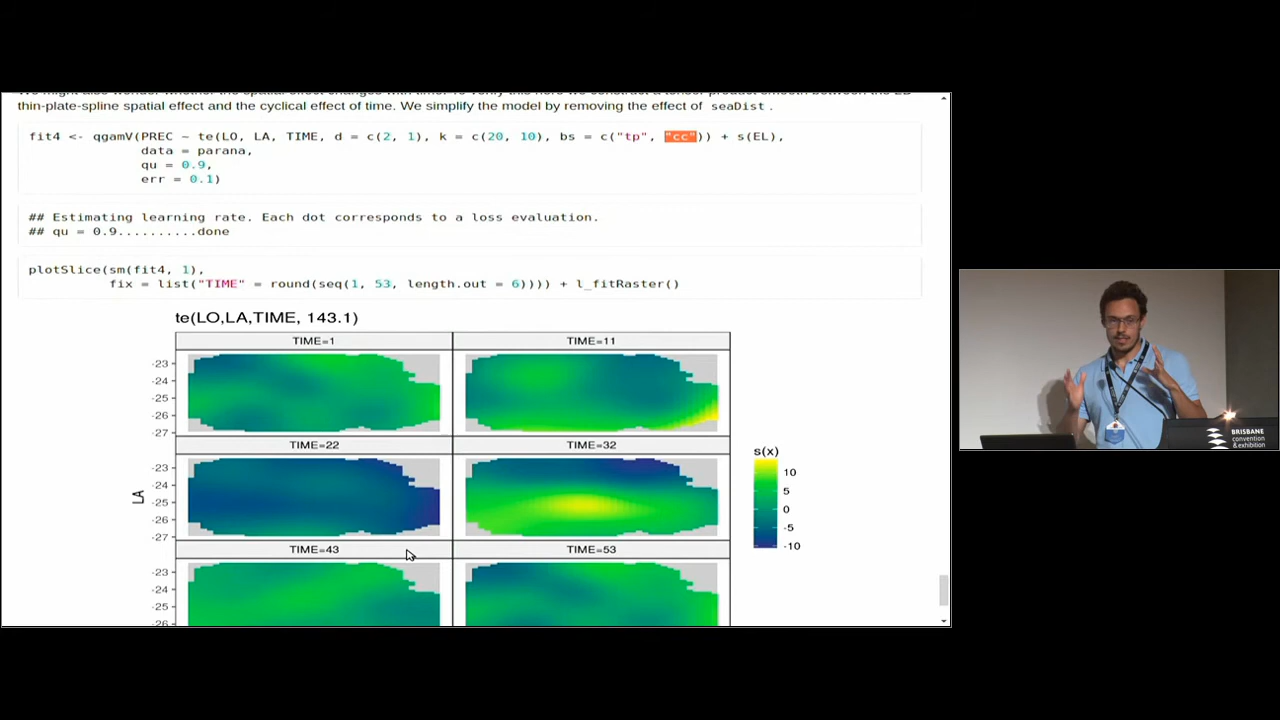 thin-plate-spline spatial effect and the cyclical effect of time. We simplify the model by removing the effect of seaDist .
fit4 <- qgamV(PREC ~ te(LO, LA, TIME, d = c(2, 1), k = c(20, 10), bs = c("tp", "cc")) + s(EL),
data = parana,
qu = 0.9,
err = 0.1)
## Estimating learning rate. Each dot corresponds to a loss evaluation.
## qu = 0.9..........done
plotSlice(sm(fit4, 1),
fix = list("TIME" = round(seq(1, 53, length.out = 6)))) + l_fitRaster()
te(LO,LA,TIME, 143.1)
TIME=1
TIME=11
-23
-24
-25
-26
-27
TIME=22
TIME=32
-23
-24
-25
-26
-27
TIME=43
TIME=53
-23
-24
-25
-26
LA
s(x)
10
5
0
-5
-10
BRISBANE
convention
& exhibition